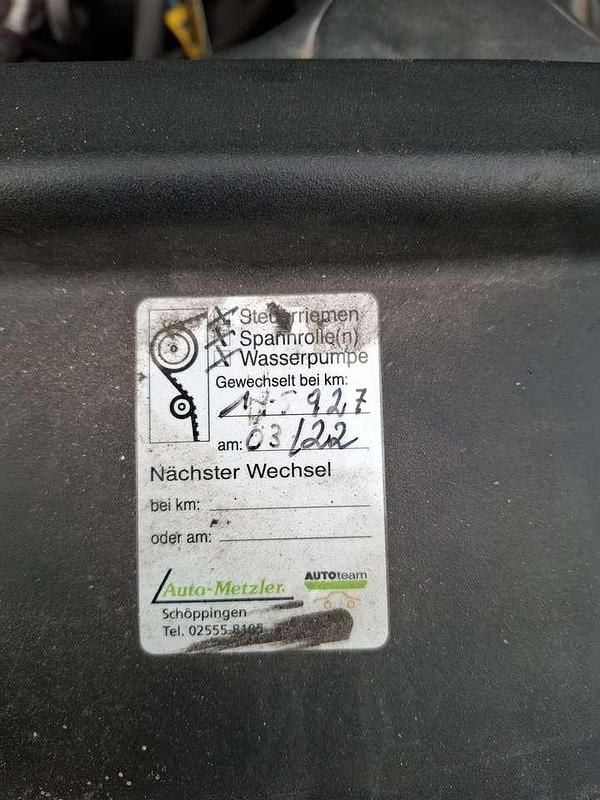 Steuerriemen
Spannrolle(n)
Wasserpumpe
Gewechselt bei km:
am: 03/22
Nächster Wechsel
bei km:
oder am:
Auto-Metzler.
AUTOteam
Schöppingen
Tel. 02555-8165